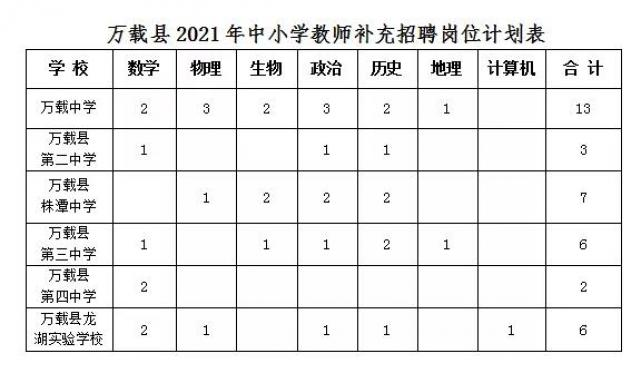 万载县 2021 年中小学教师补充招聘岗位计划表
学 校 数学 物理 生物 政治 历史 地理 计算机 合 计
万载中学 2 3 2 3 2 1 13
万载县
第二中学 1 1 1 3
万载县
株潭中学 1 2 2 2 7
万载县
第三中学 1 1 1 2 1 6
万载县
第四中学 2 2
万载县龙
湖实验学校 2 1 1 1 1 6